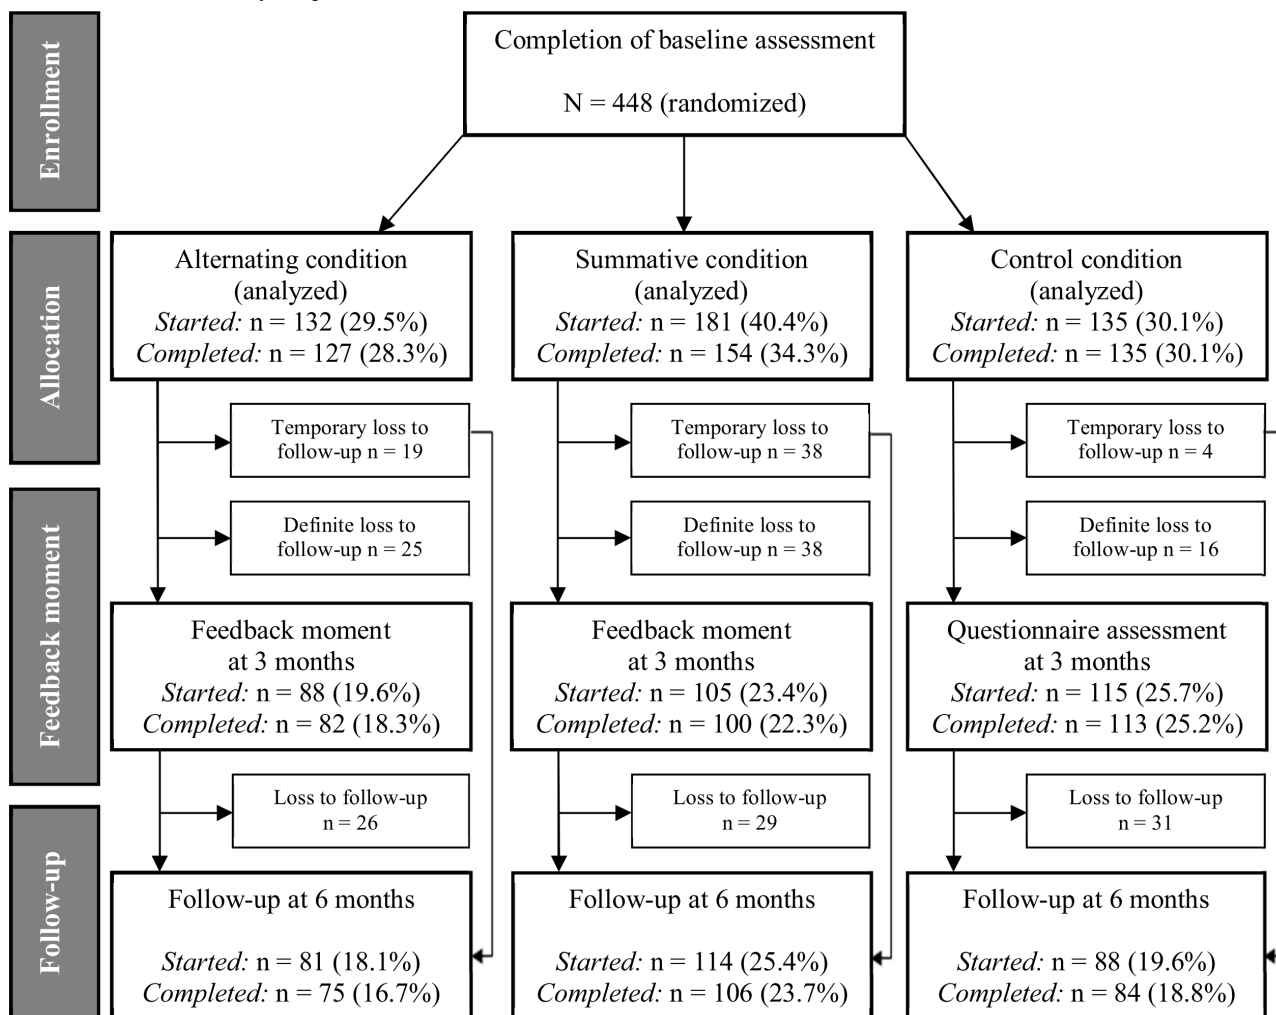 Enrollment
Completion of baseline assessment
N = 448 (randomized)
Allocation
Alternating condition
(analyzed)
Started: n = 132 (29.5%)
Completed: n = 127 (28.3%)
Summative condition
(analyzed)
Started: n = 181 (40.4%)
Completed: n = 154 (34.3%)
Control condition
(analyzed)
Started: n = 135 (30.1%)
Completed: n = 135 (30.1%)
Temporary loss to
follow-up n = 19
Temporary loss to
follow-up n = 38
Temporary loss to
follow-up n = 4
Definite loss to
follow-up n = 25
Definite loss to
follow-up n = 38
Definite loss to
follow-up n = 16
Feedback moment
Feedback moment
at 3 months
Started: n = 88 (19.6%)
Completed: n = 82 (18.3%)
Feedback moment
at 3 months
Started: n = 105 (23.4%)
Completed: n = 100 (22.3%)
Questionnaire assessment
at 3 months
Started: n = 115 (25.7%)
Completed: n = 113 (25.2%)
Loss to follow-up
n = 26
Loss to follow-up
n = 29
Loss to follow-up
n = 31
Follow-up
Follow-up at 6 months
Started: n = 81 (18.1%)
Completed: n = 75 (16.7%)
Follow-up at 6 months
Started: n = 114 (25.4%)
Completed: n = 106 (23.7%)
Follow-up at 6 months
Started: n = 88 (19.6%)
Completed: n = 84 (18.8%)